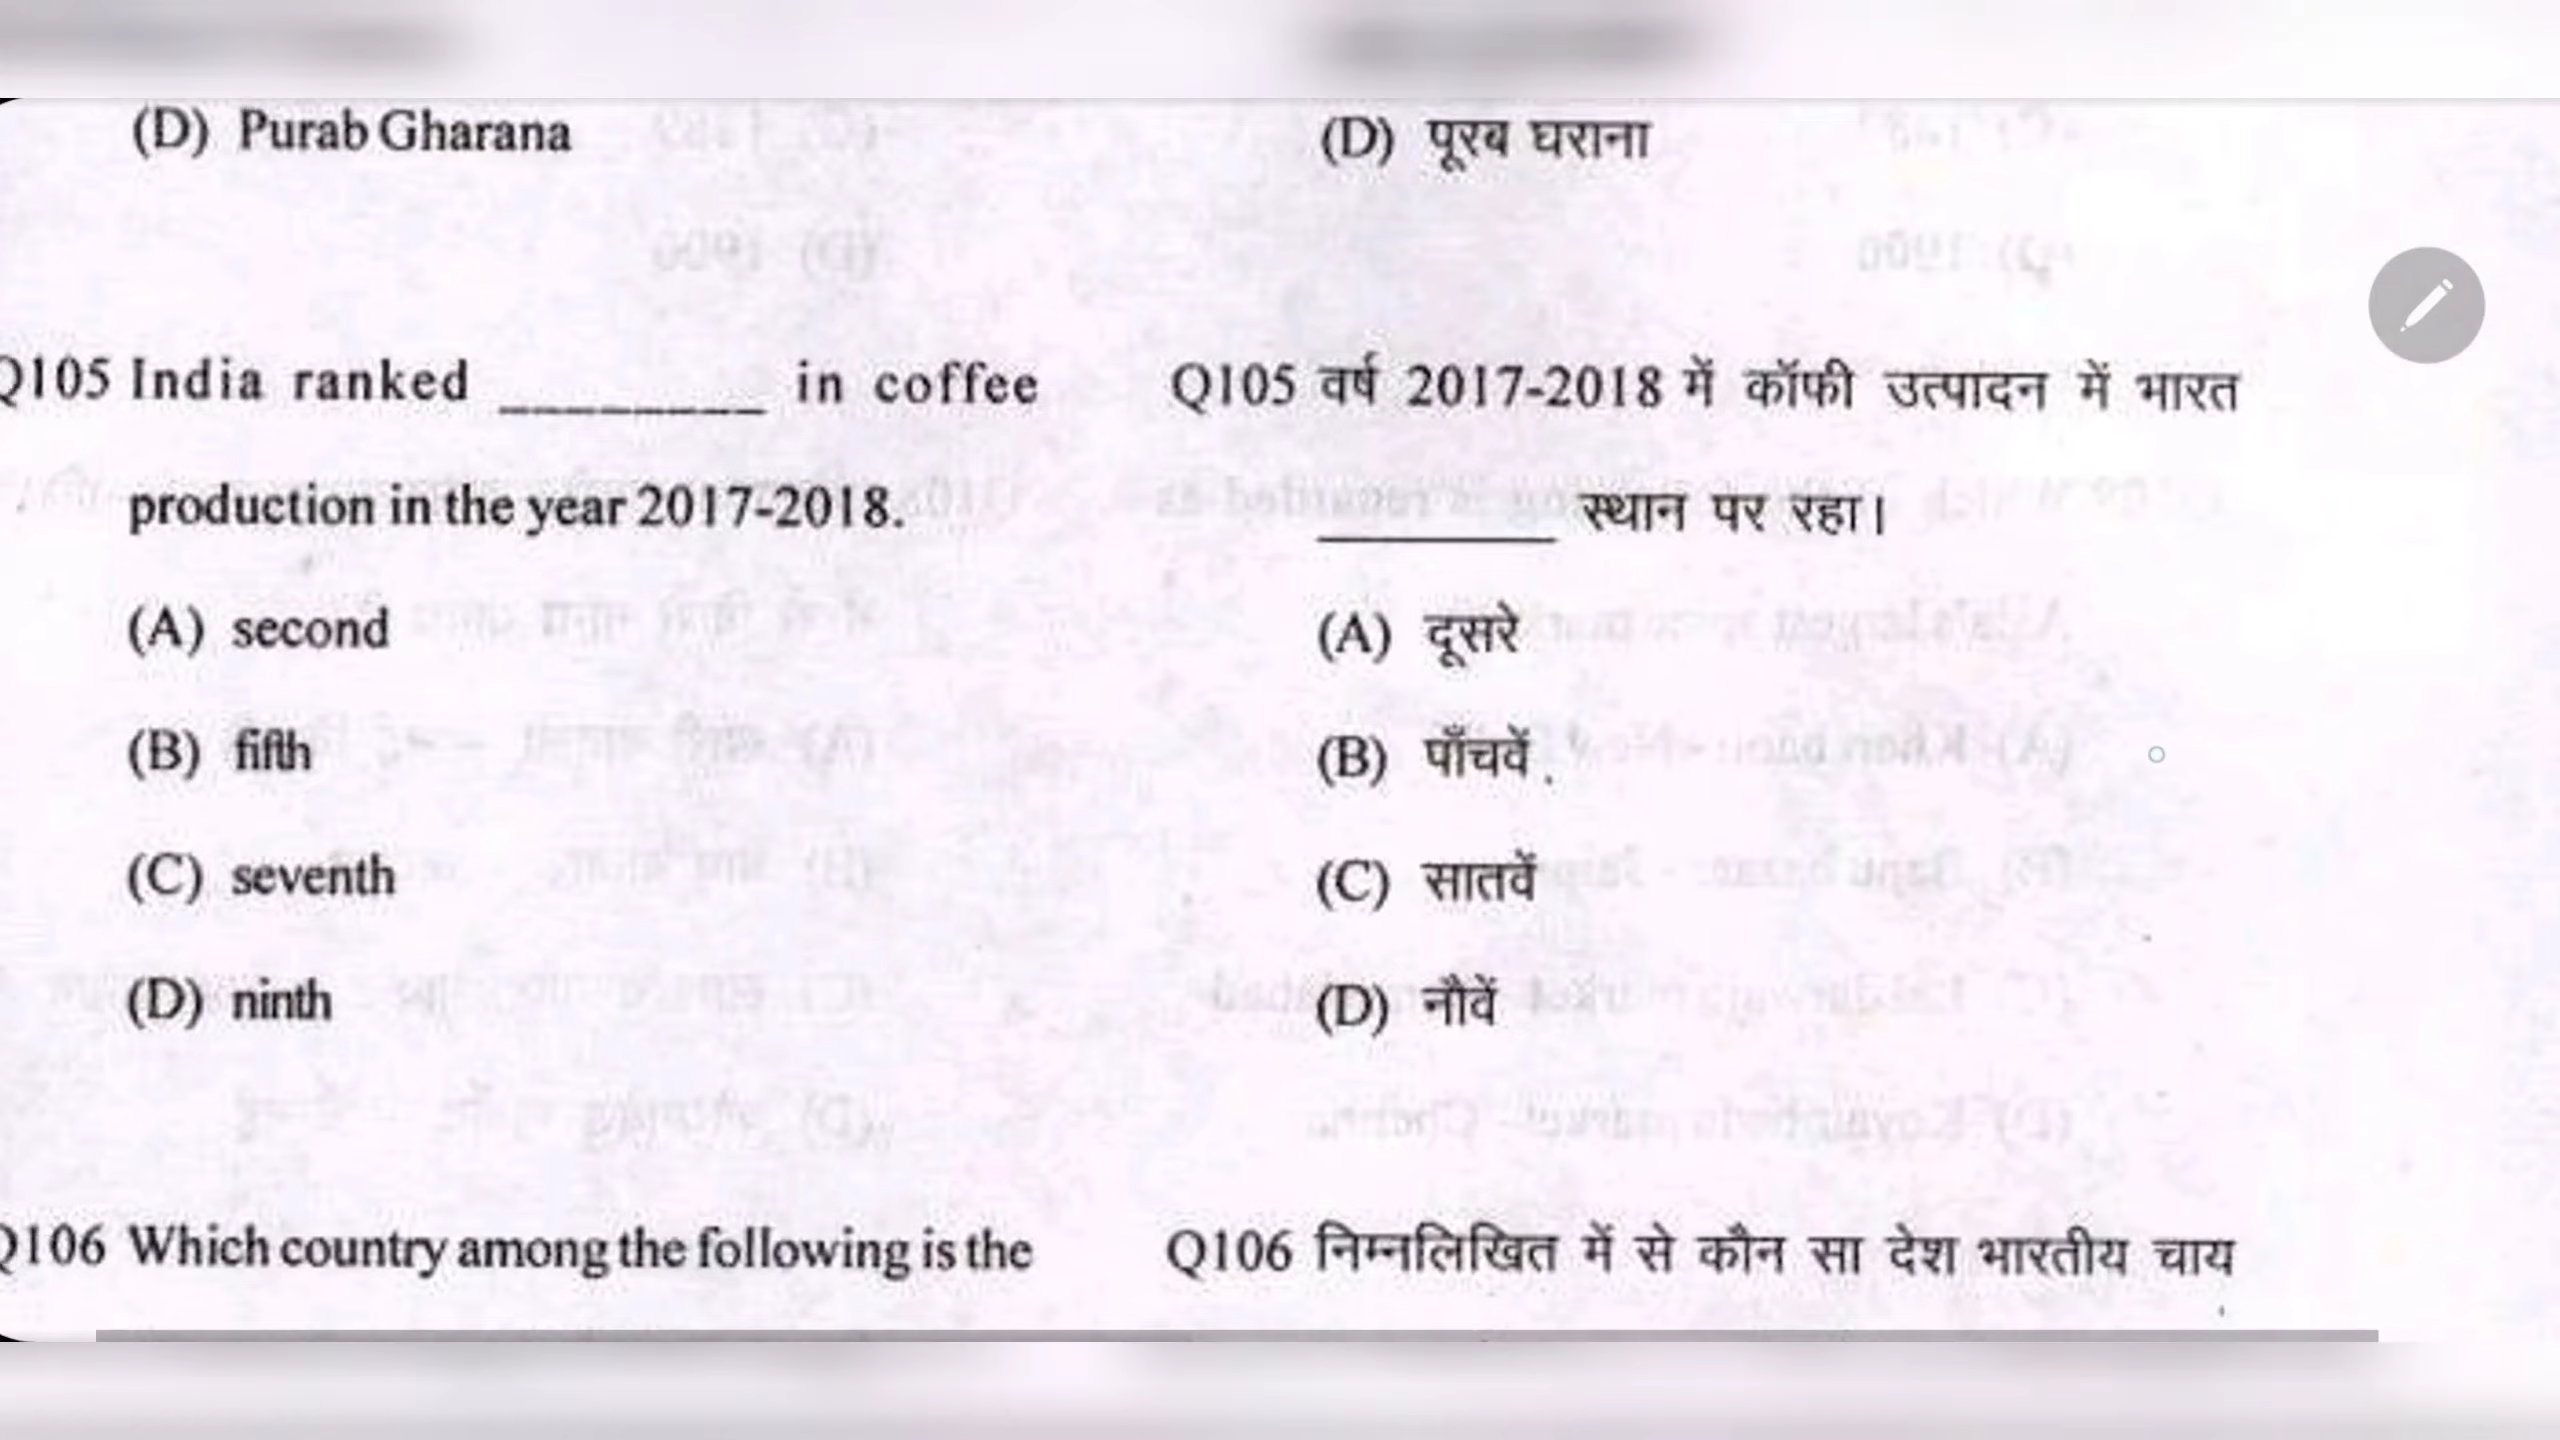 (D) Purab Gharana
Q105 India ranked ________ in coffee
production in the year 2017-2018.
(A) second
(B) fifth
(C) seventh
(D) ninth
Q106 Which country among the following is the
(D) पूरब घराना
Q105 वर्ष 2017-2018 में कॉफी उत्पादन में भारत
________ स्थान पर रहा।
(A) दूसरे
(B) पाँचवें
(C) सातवें
(D) नौवें
Q106 निम्नलिखित में से कौन सा देश भारतीय चाय